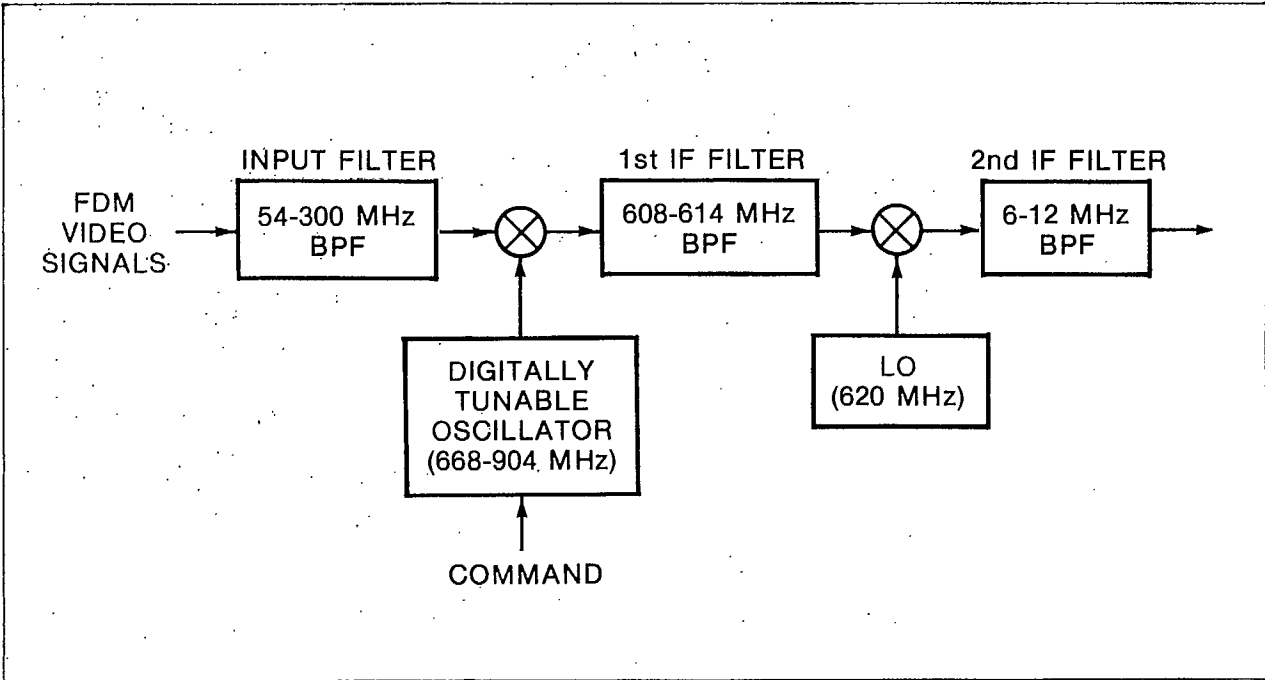 INPUT FILTER
1st IF FILTER
2nd IF FILTER
FDM
VIDEO
SIGNALS
54-300 MHz
BPF
608-614 MHz
BPF
6-12 MHz
BPF
DIGITALLY
TUNABLE
OSCILLATOR
(668-904 MHz)
LO
(620 MHz)
COMMAND